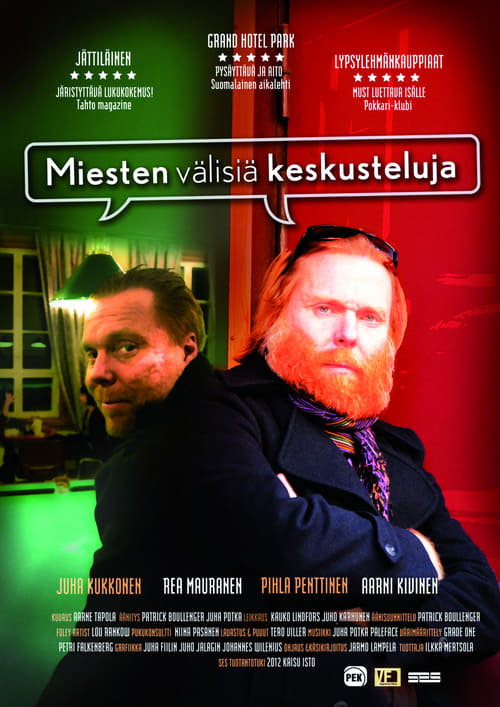 JÄTTILÄINEN
★★★★★
JÄRISTYTTÄVÄ LUKUKOKEMUS!
Tahto magazine
GRAND HOTEL PARK
★★★★★
PYSÄYTTÄVÄ JA AITO
Suomalainen aikalehti
LYPSYLEHMÄNKAUPPIAAT
★★★★★
MUST LUETTAVA ISÄLLE
Pokkari-klubi
Miesten välisiä keskusteluja
JUHA KUKKONEN REA MAURANEN PIHLA PENTTINEN AARNI KIVINEN
KUVAUS AARNE TAPOLA ÄÄNITYS PATRICK BOULLENGER JUHA POTKA LEIKKAUS KAUKO LINDFORS JUHO KARHUNEN ÄÄNISUUNNITTELU PATRICK BOULLENGER
FOLEY-ARTIST LOU RANKOW PUKUKONSULTTI NIINA PASANEN LAVASTUS & PUVUT TERO VILLER MUSIIKKI JUHA POTKA PALEFACE VÄRIMÄÄRITTELY GRADE ONE
PETRI FALKENBERG GRAFIIKKA JUHA FIILIN JUHO JALAGIN JOHANNES WILENIUS OHJAUS & KÄSIKIRJOITUS JARMO LAMPELA TUOTTAJA ILKKA MERTSOLA
SES TUOTANTOTUKI 2012 KAISU ISTO
PEK VF SES